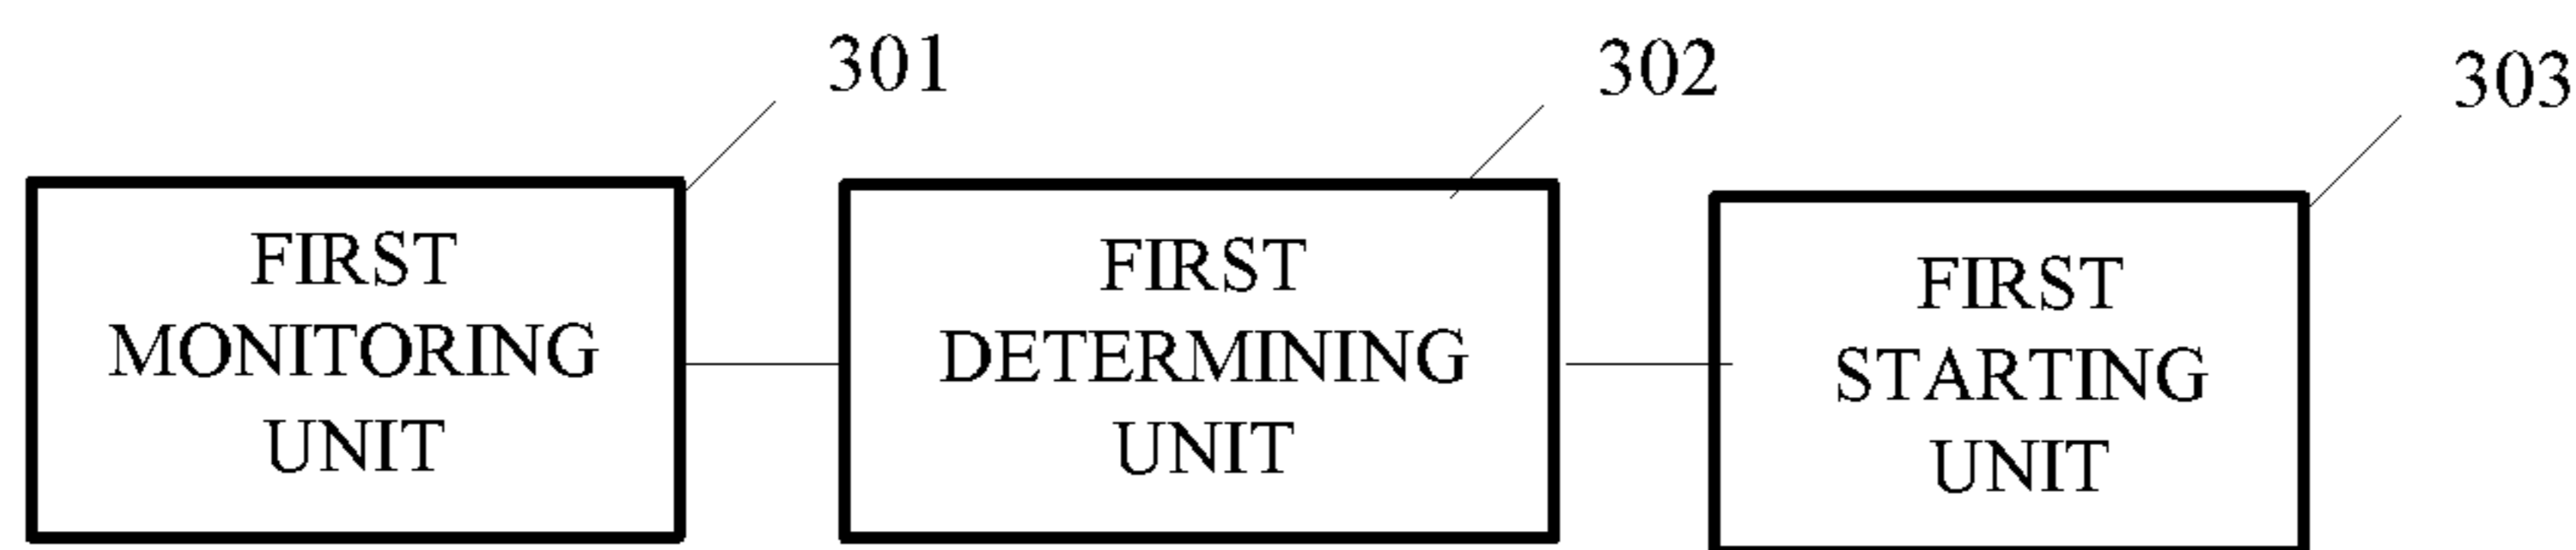 301
302
303
FIRST
MONITORING
UNIT
FIRST
DETERMINING
UNIT
FIRST
STARTING
UNIT